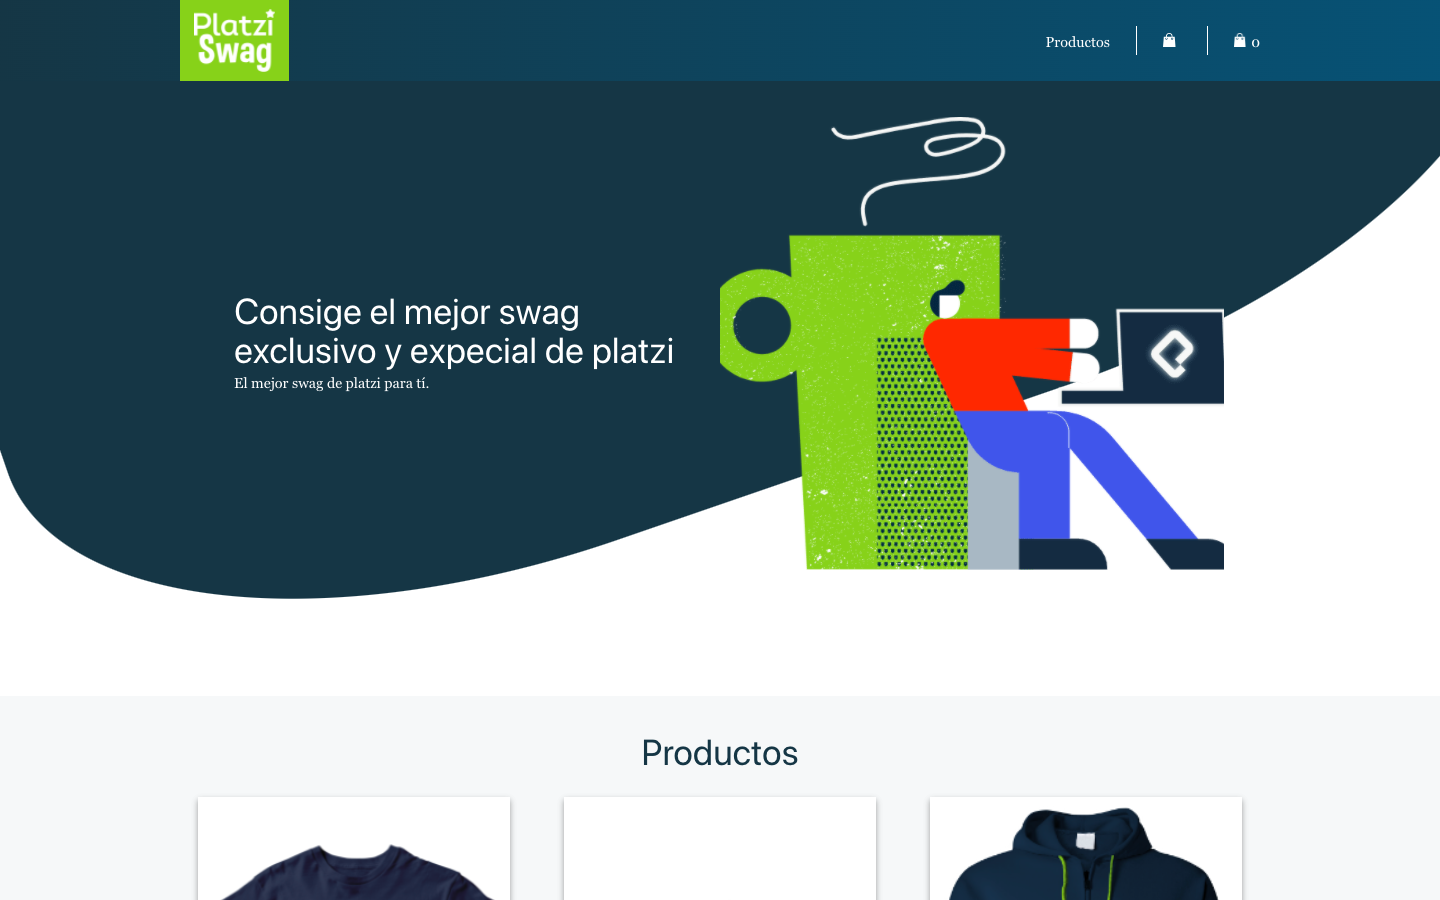 Platzi
Swag
Productos
0
Consige el mejor swag
exclusivo y expecial de platzi
El mejor swag de platzi para tí.
Productos